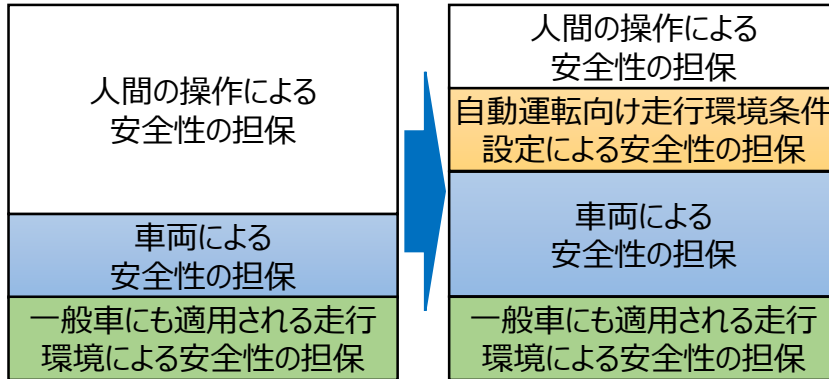 人間の操作による
安全性の担保
車両による
安全性の担保
一般車にも適用される走行
環境による安全性の担保
人間の操作による
安全性の担保
自動運転向け走行環境条件
設定による安全性の担保
車両による
安全性の担保
一般車にも適用される走行
環境による安全性の担保